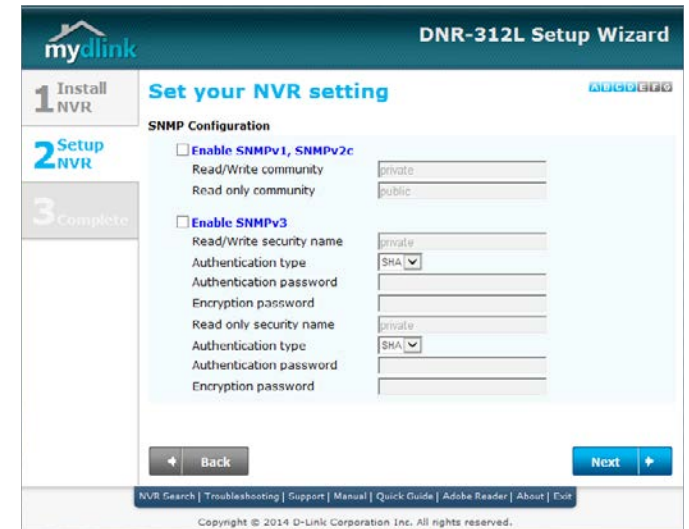 mydlink
DNR-312L Setup Wizard
1 Install
NVR
2 Setup
NVR
3 Complete
Set your NVR setting
A B C D E F G
SNMP Configuration
Enable SNMPv1, SNMPv2c
Read/Write community private
Read only community public
Enable SNMPv3
Read/Write security name private
Authentication type SHA
Authentication password
Encryption password
Read only security name private
Authentication type SHA
Authentication password
Encryption password
Back
Next
NVR Search | Troubleshooting | Support | Manual | Quick Guide | Adobe Reader | About | Exit
Copyright © 2014 D-Link Corporation Inc. All rights reserved.